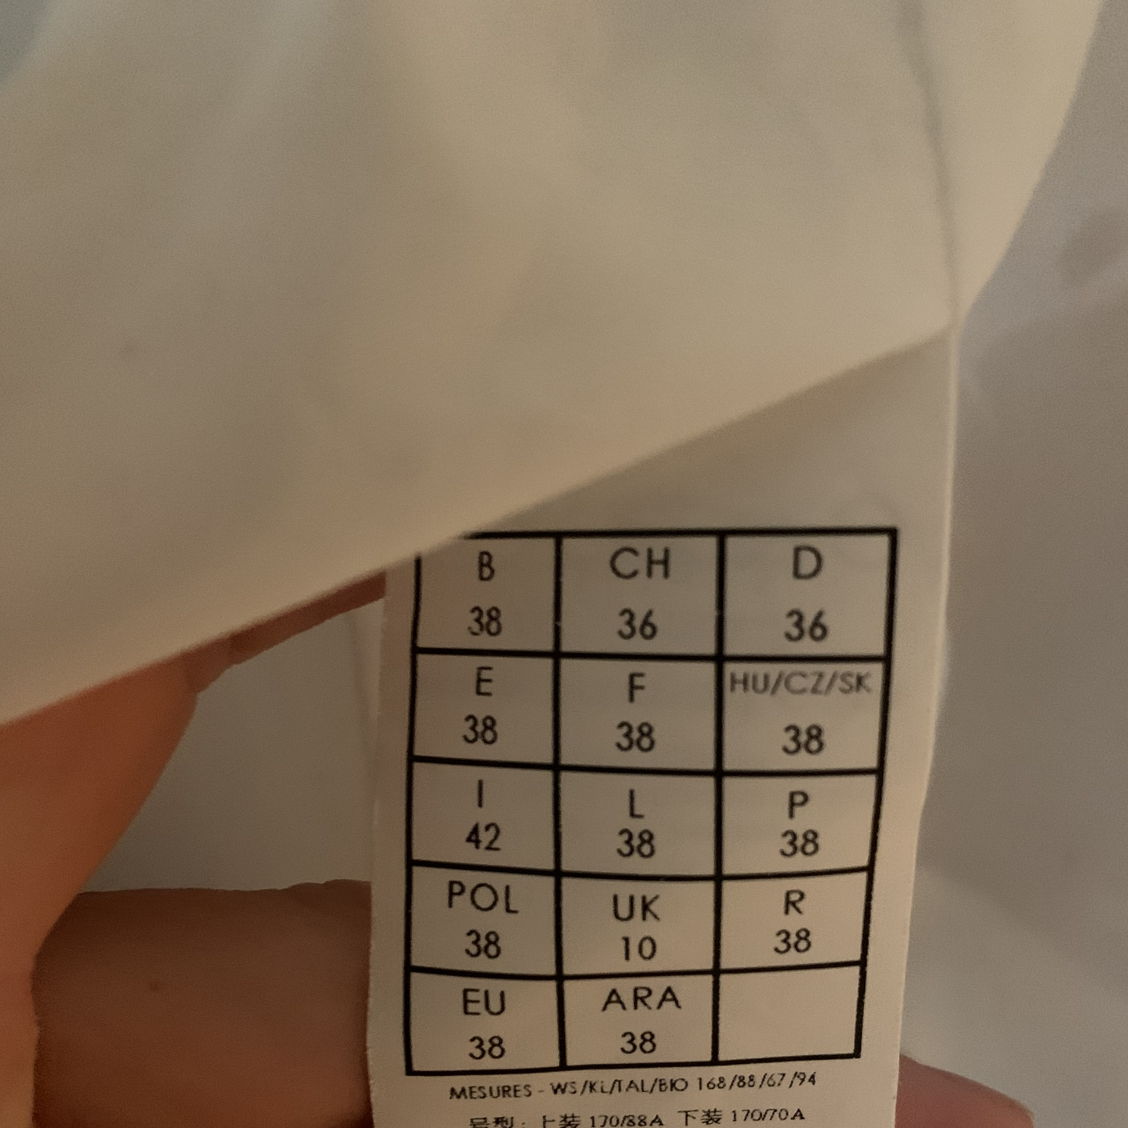 B CH D
38 36 36
E F HU/CZ/SK
38 38 38
I L P
42 38 38
POL UK R
38 10 38
EU ARA
38 38
MESURES - WS/KL/TAL/BIO 168/88/67/94
号型: 上装 170/88A 下装 170/70A